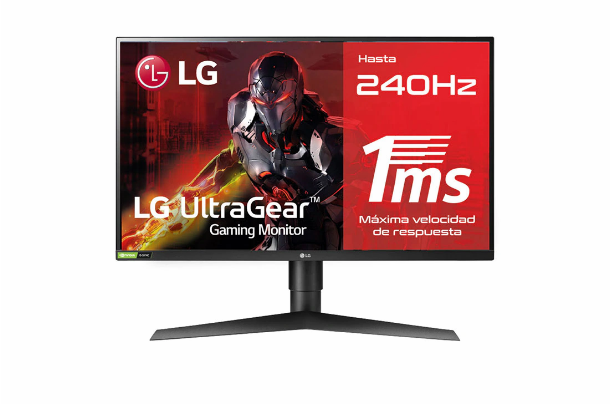 LG
Hasta
240Hz
1ms
LG UltraGear™
Gaming Monitor
Máxima velocidad
de respuesta
LG